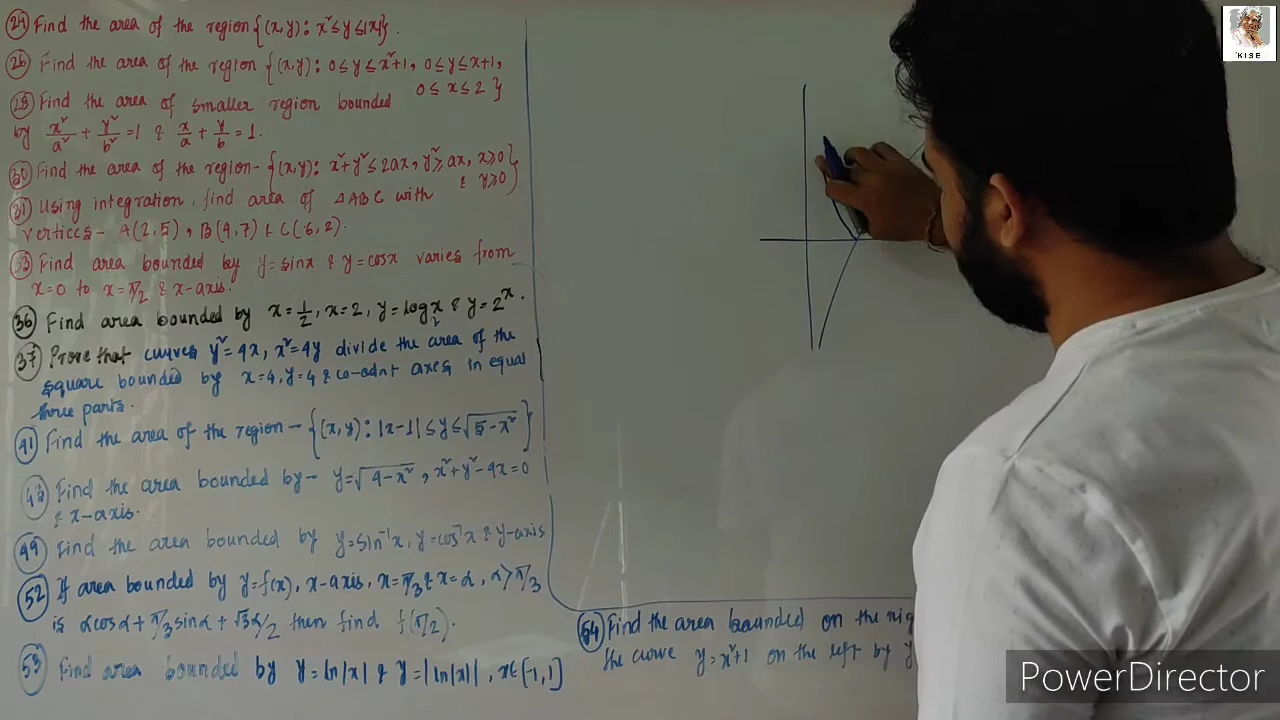 24 Find the area of the region {(x,y): x²≤y≤|x|}.
26 Find the area of the region {(x,y): 0≤y≤x²+1, 0≤y≤x+1,
0≤x≤2}
28 Find the area of smaller region bounded
by x²/a² + y²/b² = 1 & x/a + y/b = 1.
30 Find the area of the region - {(x,y): x²+y²≤2ax, y²≥ax, x≥0
& y≥0}
31 Using integration, find area of ΔABC with
vertices - A(2,5), B(4,7) & C(6,2).
33 Find area bounded by y=sinx & y=cosx varies from
x=0 to x=π/2 & x-axis.
36 Find area bounded by x=1/2, x=2, y=log₂x & y=2ˣ.
37 Prove that curves y²=4x, x²=4y divide the area of the
square bounded by x=4, y=4 & co-odnt axes in equal
three parts.
41 Find the area of the region - {(x,y): |x-1|≤y≤√5-x²}
Find the area bounded by - y=√4-x², x²+y²-4x=0
& x-axis.
49 Find the area bounded by y=sin⁻¹x, y=cos⁻¹x & y-axis
52 If area bounded by y=f(x), x-axis, x=π/3 & x=α, α>π/3
is αcosα+π/3sinα+√3α/2 then find f(π/2).
53 Find area bounded by y=ln|x| & y=|ln|x||, x∈[-1,1]
54 Find the area bounded on the
the curve y=x²+1 on the left by y
KISE
PowerDirector